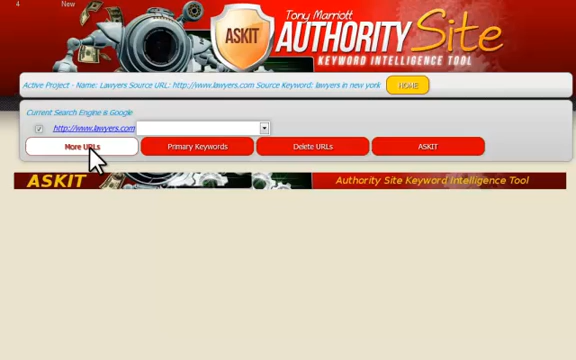 4 New
Tony Marriott
ASKIT AUTHORITY Site
KEYWORD INTELLIGENCE TOOL
Active Project - Name: Lawyers Source URL: http://www.lawyers.com Source Keyword: lawyers in new york HOME
Current Search Engine is Google
http://www.lawyers.com
More URLs Primary Keywords Delete URLs ASKIT
ASKIT Authority Site Keyword Intelligence Tool